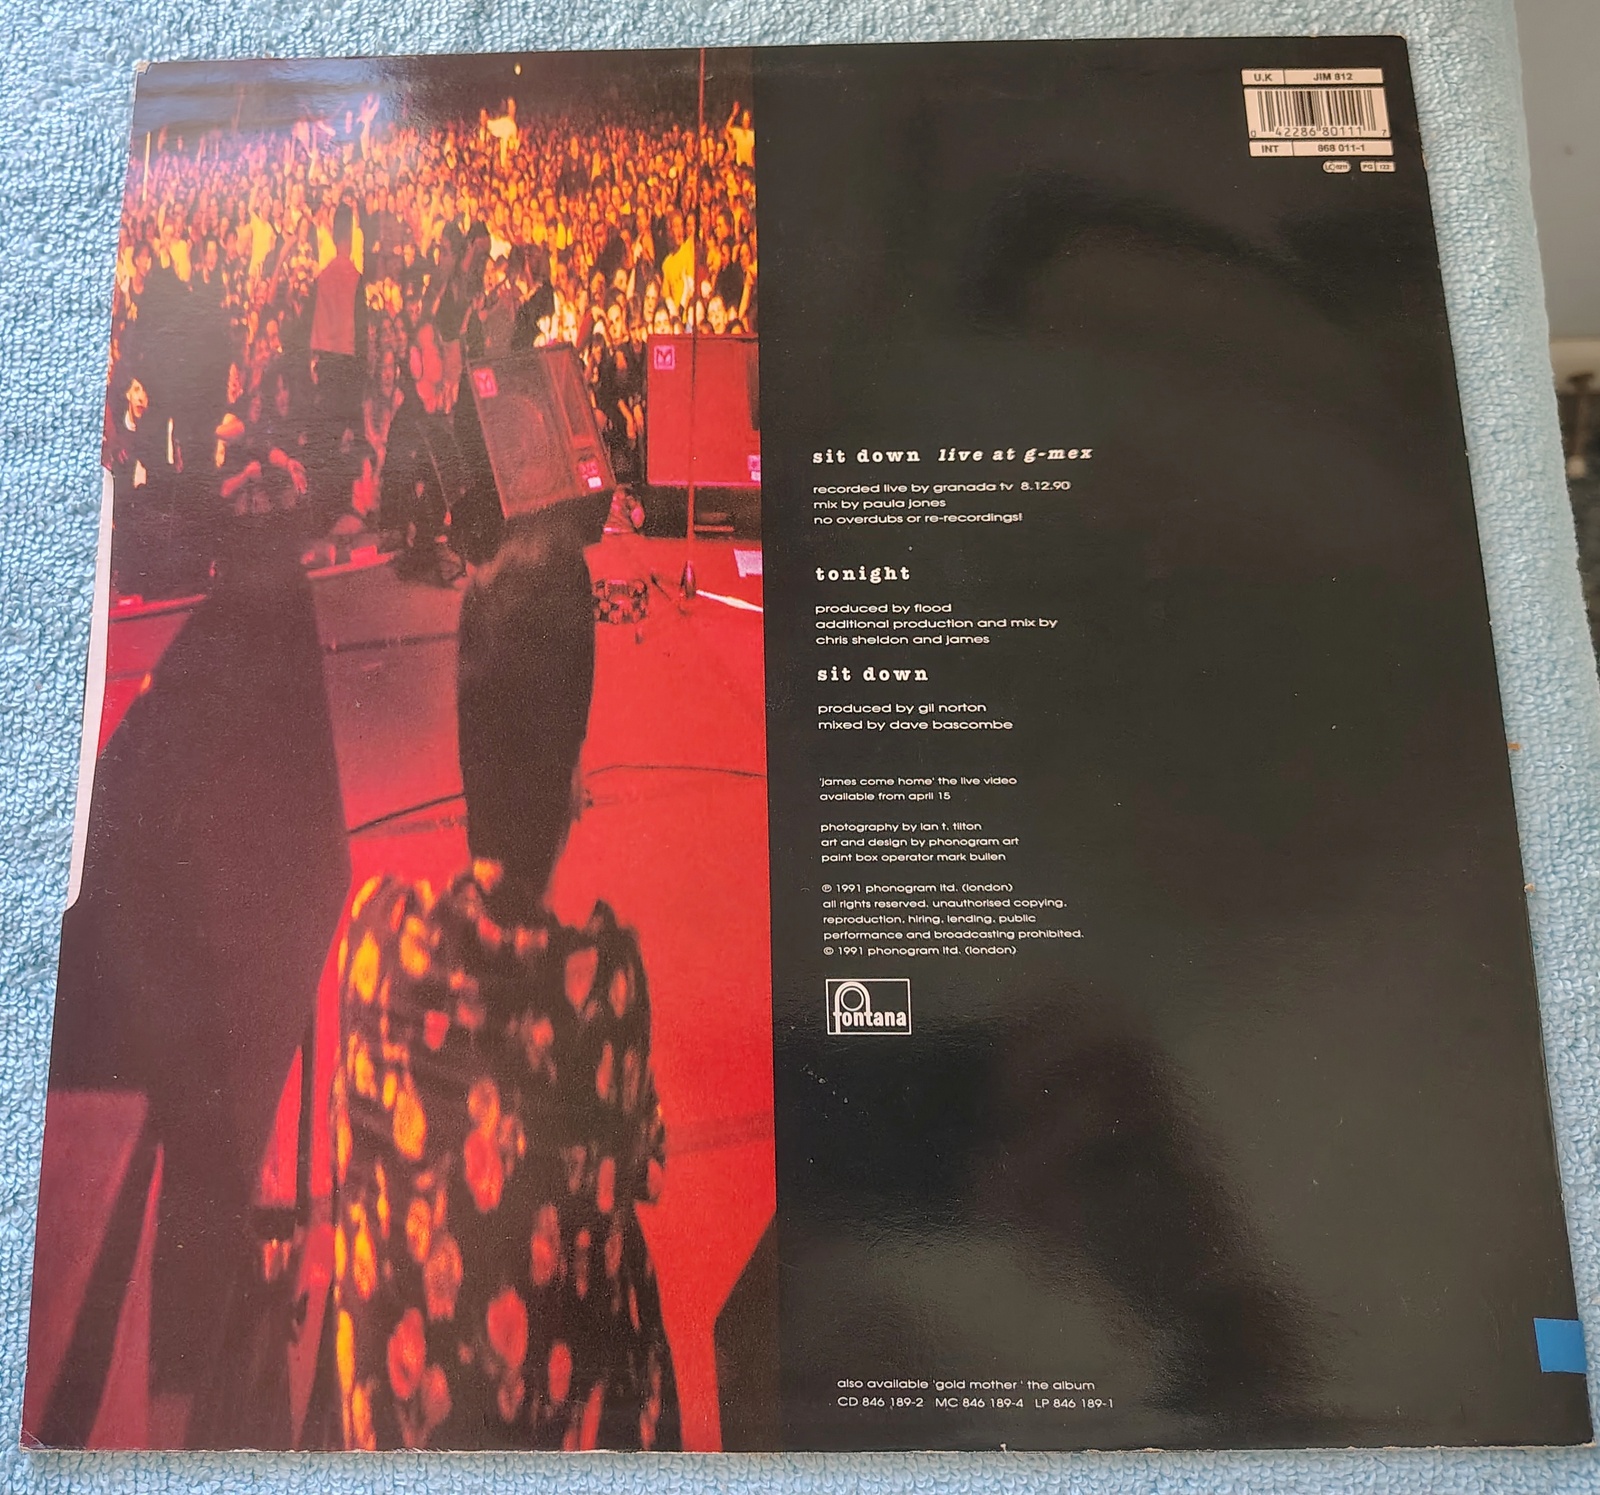 U.K JIM 812
0 42286 80111 7
INT 868 011-1
sit down live at g-mex
recorded live by granada tv 8.12.90
mix by paula jones
no overdubs or re-recordings!
tonight
produced by flood
additional production and mix by
chris sheldon and james
sit down
produced by gil norton
mixed by dave bascombe
'james come home' the live video
available from april 15
photography by ian t. tilton
art and design by phonogram art
paint box operator mark bullen
℗ 1991 phonogram ltd. (london)
all rights reserved. unauthorised copying,
reproduction, hiring, lending, public
performance and broadcasting prohibited.
© 1991 phonogram ltd. (london)
fontana
also available 'gold mother' the album
CD 846 189-2 MC 846 189-4 LP 846 189-1